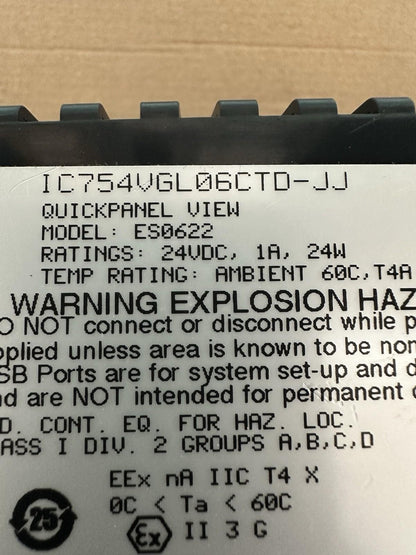 IC754VGL06CTD-JJ
QUICKPANEL VIEW
MODEL: ES0622
RATINGS: 24VDC, 1A, 24W
TEMP RATING: AMBIENT 60C,T4A
WARNING EXPLOSION HAZ
O NOT connect or disconnect while p
pplied unless area is known to be non
SB Ports are for system set-up and d
nd are NOT intended for permanent c
D. CONT. EQ. FOR HAZ. LOC.
ASS I DIV. 2 GROUPS A,B,C,D
EEx nA IIC T4 X
0C < Ta < 60C
25
Ex II 3 G